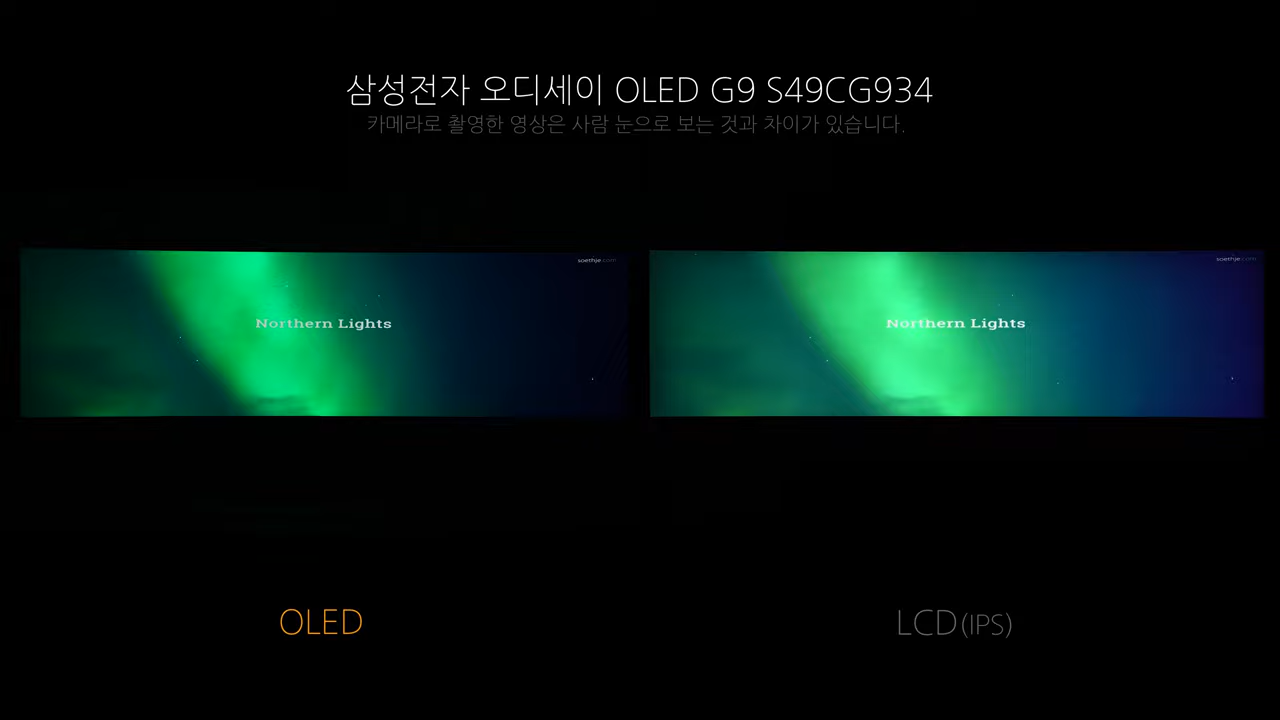 삼성전자 오디세이 OLED G9 S49CG934
카메라로 촬영한 영상은 사람 눈으로 보는 것과 차이가 있습니다.
soethje.com
soethje.com
Northern Lights
Northern Lights
OLED
LCD(IPS)